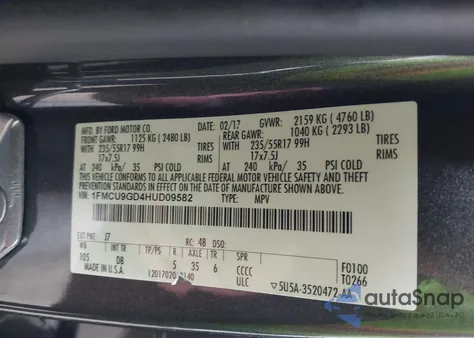 MFD. BY FORD MOTOR CO.
02/17 GVWR: 2159 KG ( 4760 LB)
FRONT GAWR: 1125 KG ( 2480 LB) REAR GAWR: 1040 KG ( 2293 LB)
WITH 235/55R17 99H TIRES WITH 235/55R17 99H TIRES
17x7.5J RIMS 17x7.5J RIMS
AT 240 kPa/ 35 PSI COLD AT 240 kPa/ 35 PSI COLD
THIS VEHICLE CONFORMS TO ALL APPLICABLE FEDERAL MOTOR VEHICLE
SAFETY, BUMPER AND THEFT PREVENTION STANDARDS IN EFFECT ON THE
DATE OF MANUFACTURE SHOWN ABOVE.
VIN: 1FMCU9GD4HUD09582
TYPE: MPV
EXT PNT: J7 RC: 48 DSO:
WB INT TR TP/PS R AXLE TR SPR
105 DB 5 35 6 CCCC F0100
MADE IN U.S.A. ULC T0266
5U5A-3520472-AA
autoSnap